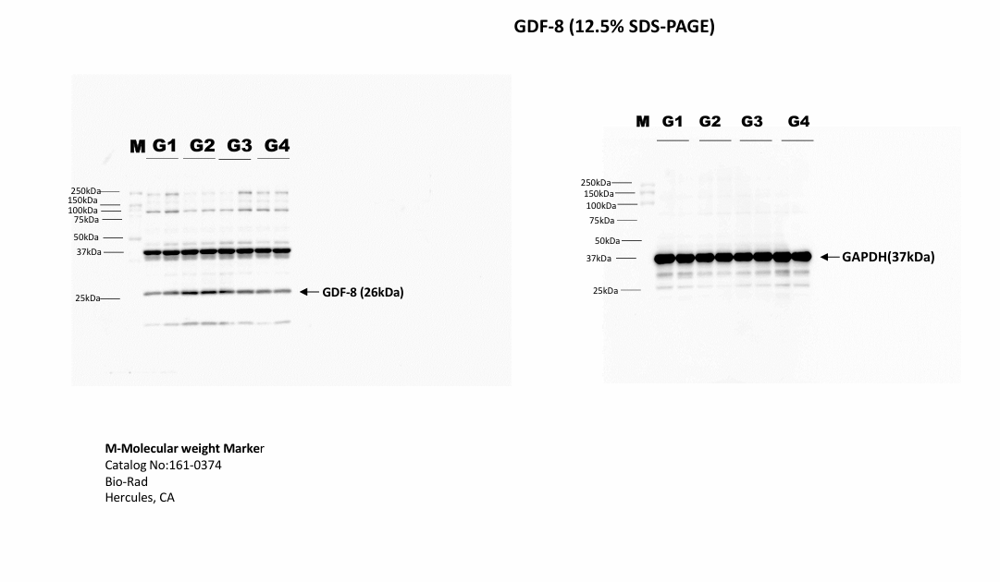 GDF-8 (12.5% SDS-PAGE)
M G1 G2 G3 G4
250kDa
150kDa
100kDa
75kDa
50kDa
37kDa
25kDa
GDF-8 (26kDa)
M G1 G2 G3 G4
250kDa
150kDa
100kDa
75kDa
50kDa
37kDa
25kDa
GAPDH(37kDa)
M-Molecular weight Marker
Catalog No:161-0374
Bio-Rad
Hercules, CA